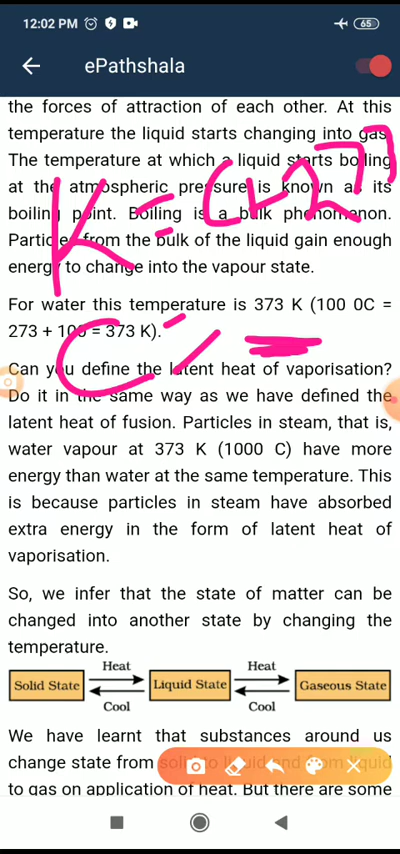 12:02 PM
65
ePathshala
the forces of attraction of each other. At this
temperature the liquid starts changing into gas.
The temperature at which a liquid starts boiling
at the atmospheric pressure is known as its
boiling point. Boiling is a bulk phenomenon.
Particles from the bulk of the liquid gain enough
energy to change into the vapour state.
K = C+273
For water this temperature is 373 K (100 0C =
273 + 100 = 373 K).
C =
Can you define the latent heat of vaporisation?
Do it in the same way as we have defined the
latent heat of fusion. Particles in steam, that is,
water vapour at 373 K (1000 C) have more
energy than water at the same temperature. This
is because particles in steam have absorbed
extra energy in the form of latent heat of
vaporisation.
So, we infer that the state of matter can be
changed into another state by changing the
temperature.
Heat Heat
Solid State Liquid State Gaseous State
Cool Cool
We have learnt that substances around us
change state from solid to liquid and from liquid
to gas on application of heat. But there are some